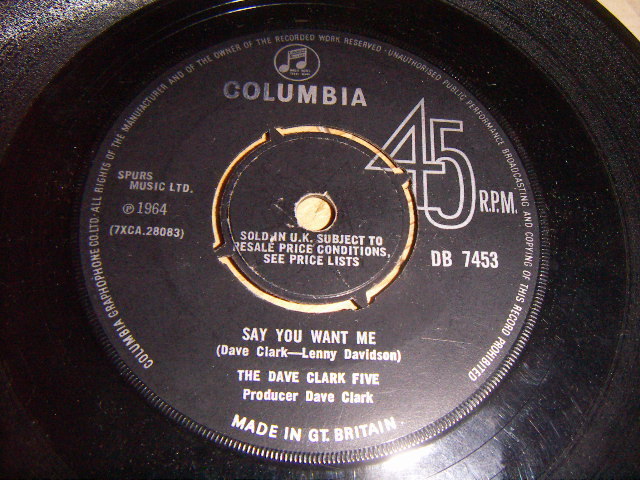 COLUMBIA GRAPHOPHONE CO. LTD·ALL RIGHTS OF THE MANUFACTURER AND OF THE OWNER OF THE RECORDED WORK RESERVED·UNAUTHORISED PUBLIC PERFORMANCE BROADCASTING AND COPYING OF THIS RECORD PROHIBITED
COLUMBIA
45
R.P.M.
SPURS
MUSIC LTD.
℗ 1964
(7XCA.28083)
SOLD IN U.K. SUBJECT TO
RESALE PRICE CONDITIONS,
SEE PRICE LISTS
DB 7453
SAY YOU WANT ME
(Dave Clark—Lenny Davidson)
THE DAVE CLARK FIVE
Producer Dave Clark
MADE IN GT. BRITAIN